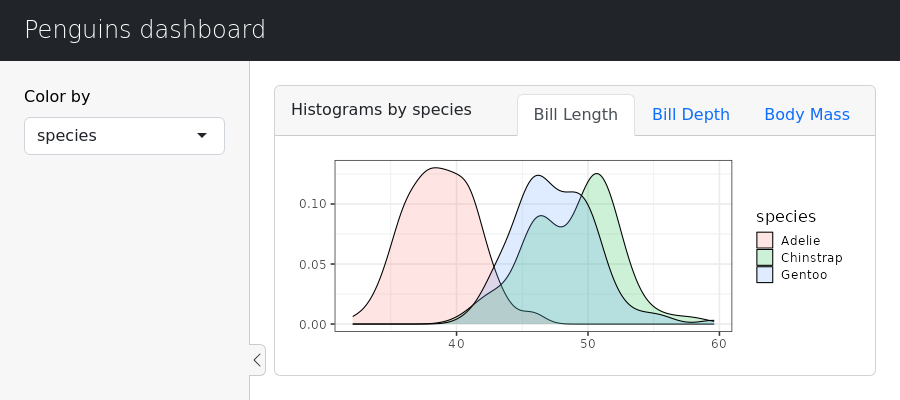 Penguins dashboard
Color by
species
Histograms by species
Bill Length
Bill Depth
Body Mass
0.10
0.05
0.00
40
50
60
species
Adelie
Chinstrap
Gentoo